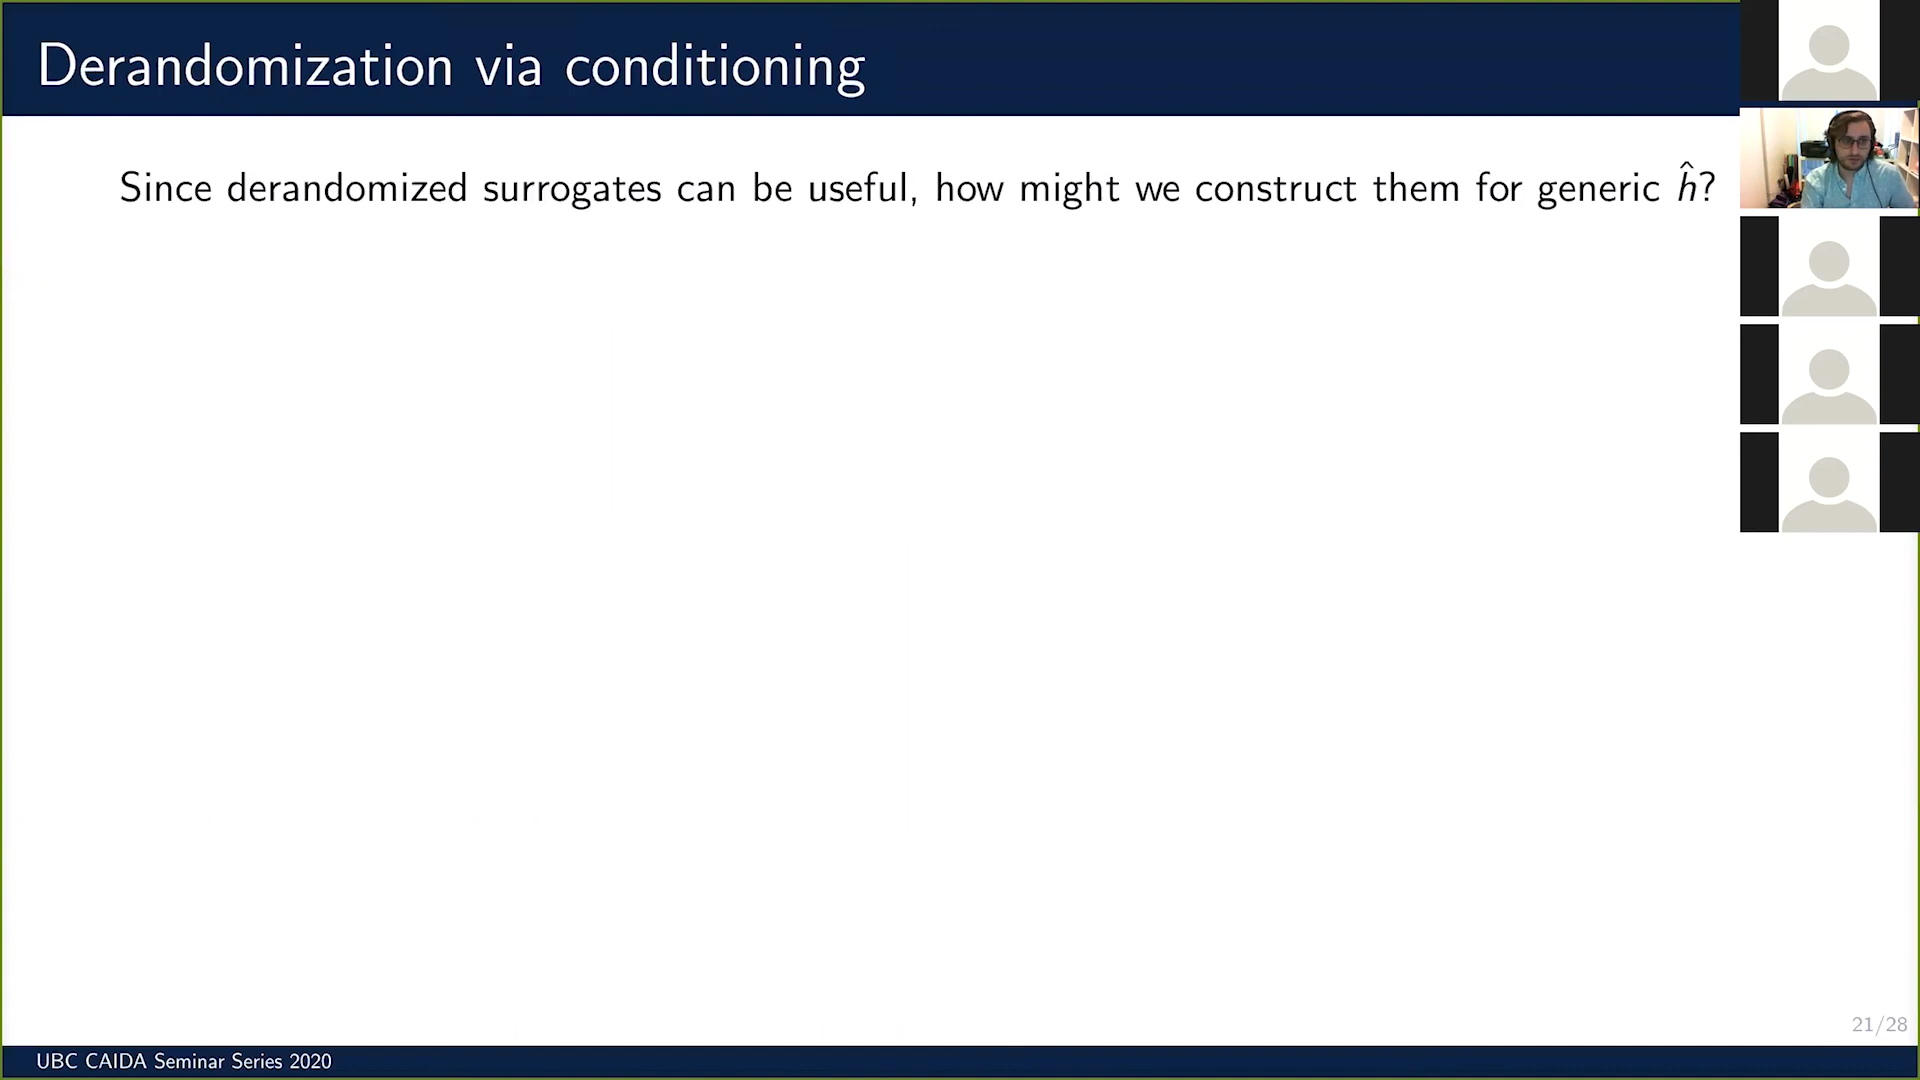 Derandomization via conditioning
Since derandomized surrogates can be useful, how might we construct them for generic ĥ?
21/28
UBC CAIDA Seminar Series 2020